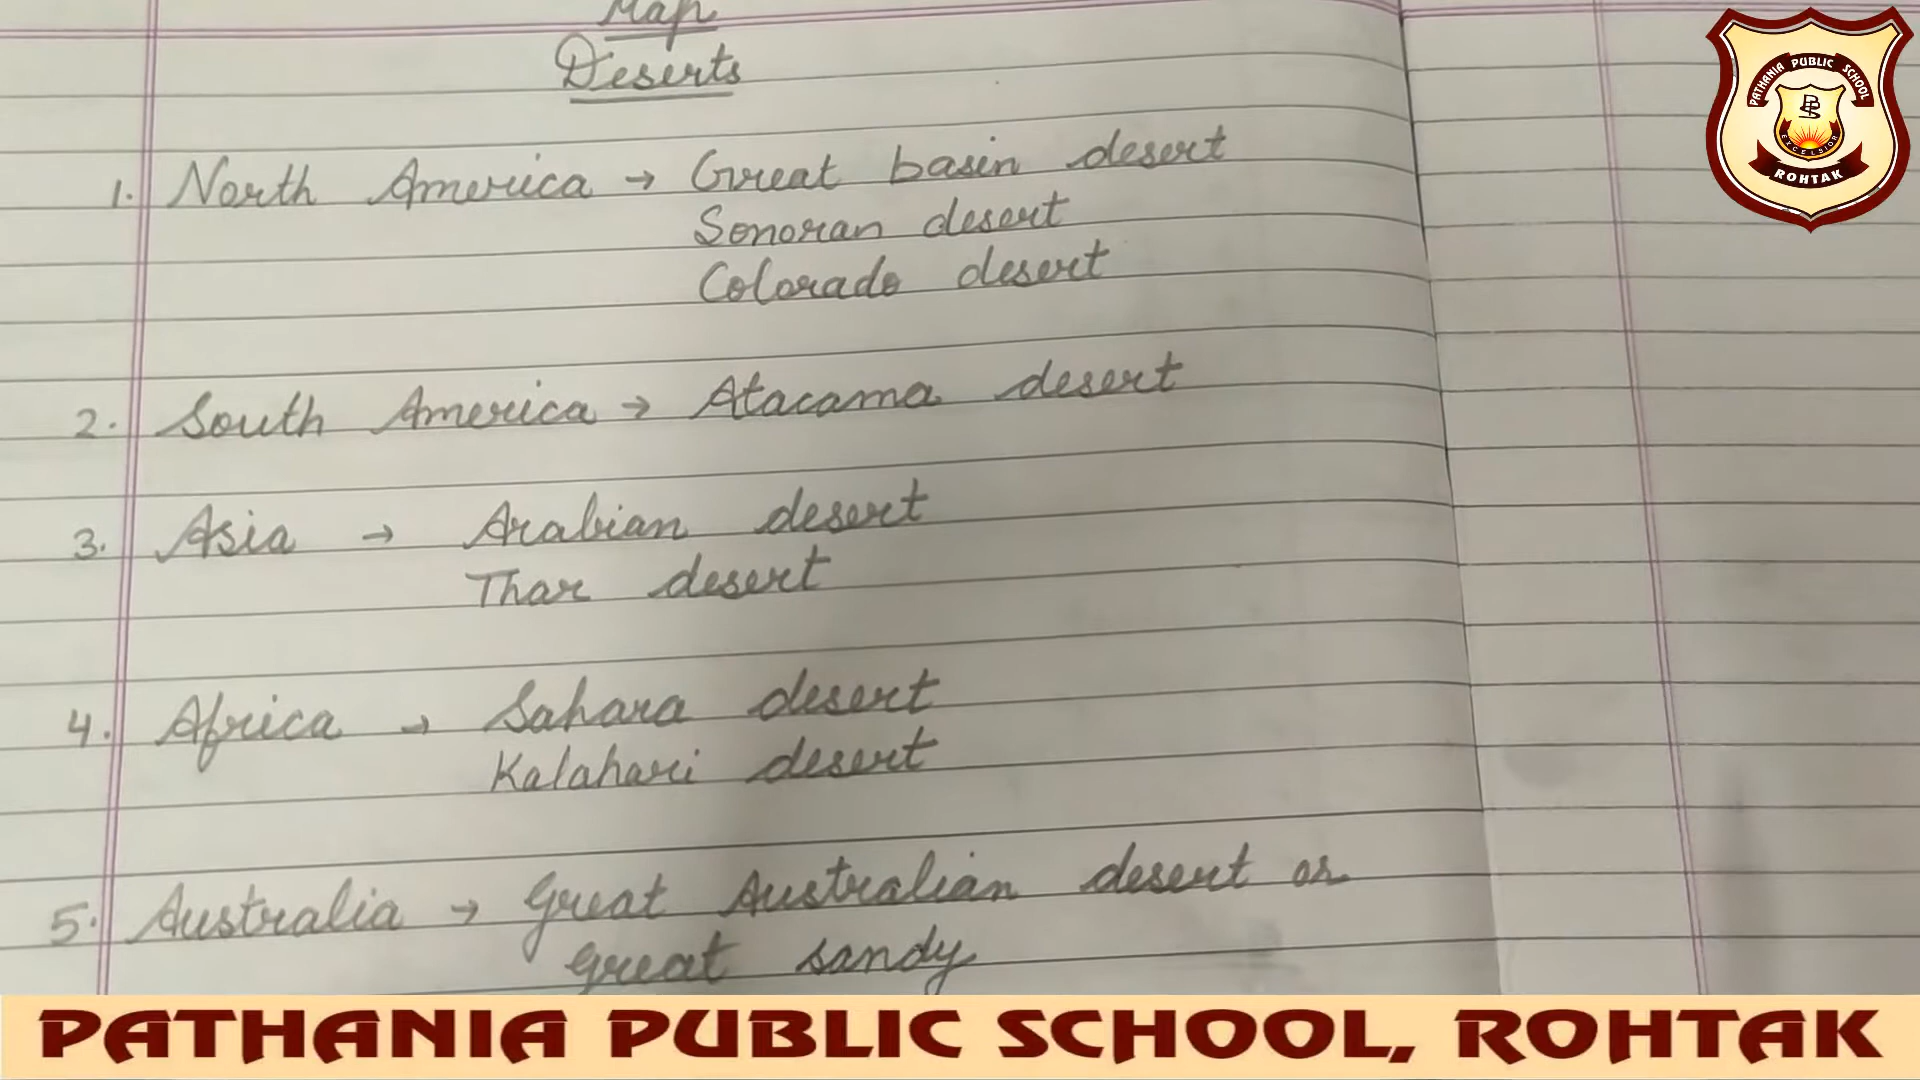 Map
Deserts
1. North America → Great basin desert
Sonoran desert
Colorado desert
2. South America → Atacama desert
3. Asia → Arabian desert
Thar desert
4. Africa → Sahara desert
Kalahari desert
5. Australia → Great Australian desert or
great sandy
PATHANIA PUBLIC SCHOOL
EXCELSIOR
ROHTAK
PATHANIA PUBLIC SCHOOL, ROHTAK